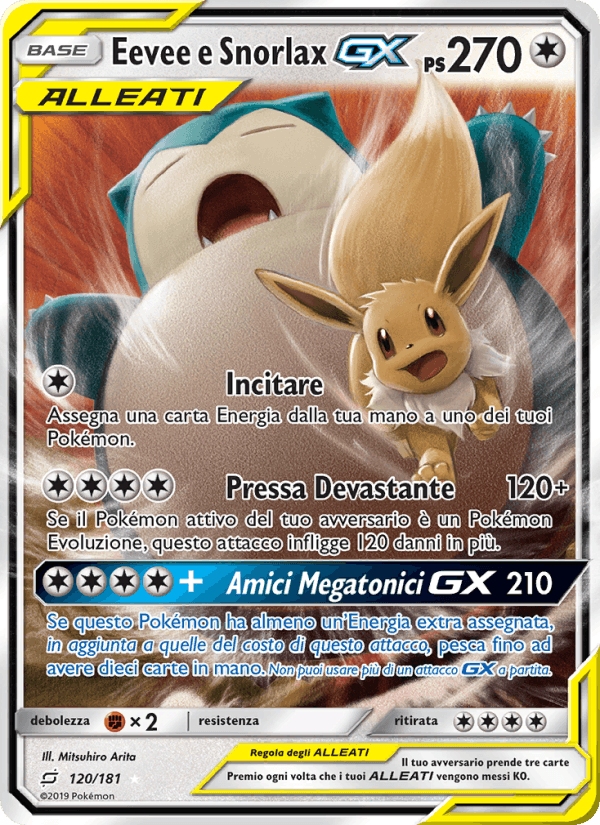 BASE Eevee e Snorlax GX PS270
ALLEATI
Incitare
Assegna una carta Energia dalla tua mano a uno dei tuoi
Pokémon.
Pressa Devastante 120+
Se il Pokémon attivo del tuo avversario è un Pokémon
Evoluzione, questo attacco infligge 120 danni in più.
+ Amici Megatonici GX 210
Se questo Pokémon ha almeno un'Energia extra assegnata,
in aggiunta a quelle del costo di questo attacco, pesca fino ad
avere dieci carte in mano. Non puoi usare più di un attacco GX a partita.
debolezza ×2 resistenza ritirata
Ill. Mitsuhiro Arita
120/181
©2019 Pokémon
Regola degli ALLEATI
Il tuo avversario prende tre carte
Premio ogni volta che i tuoi ALLEATI vengono messi KO.